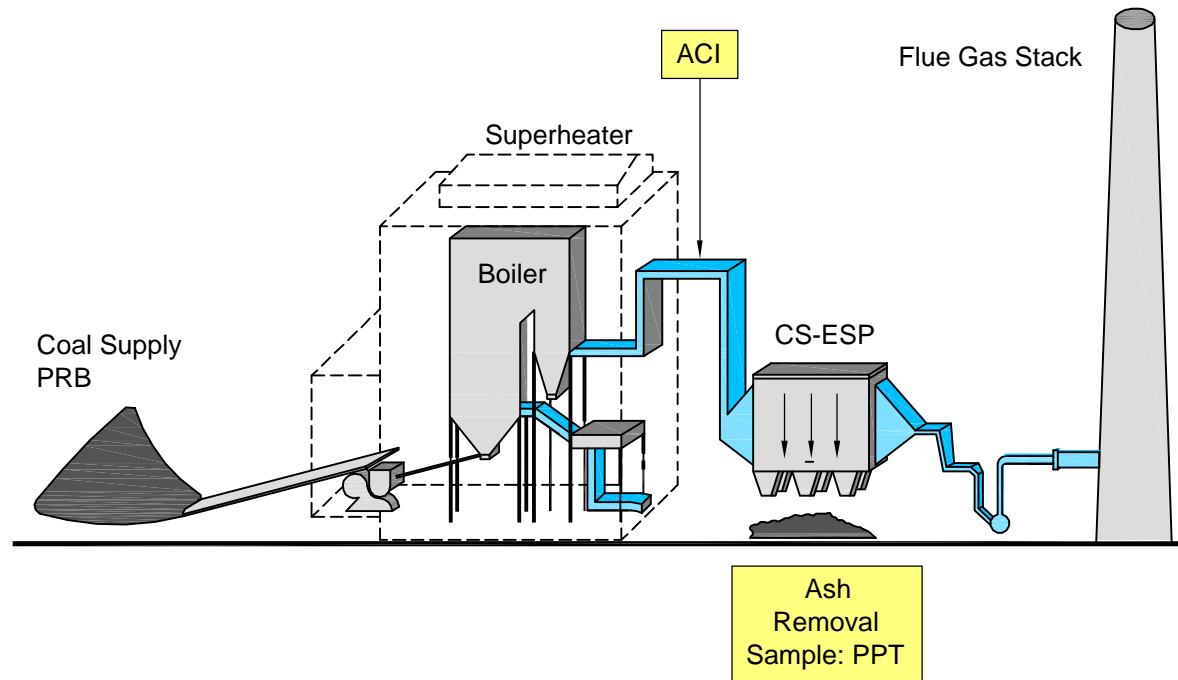 ACI
Flue Gas Stack
Superheater
Boiler
Coal Supply
PRB
CS-ESP
Ash
Removal
Sample: PPT